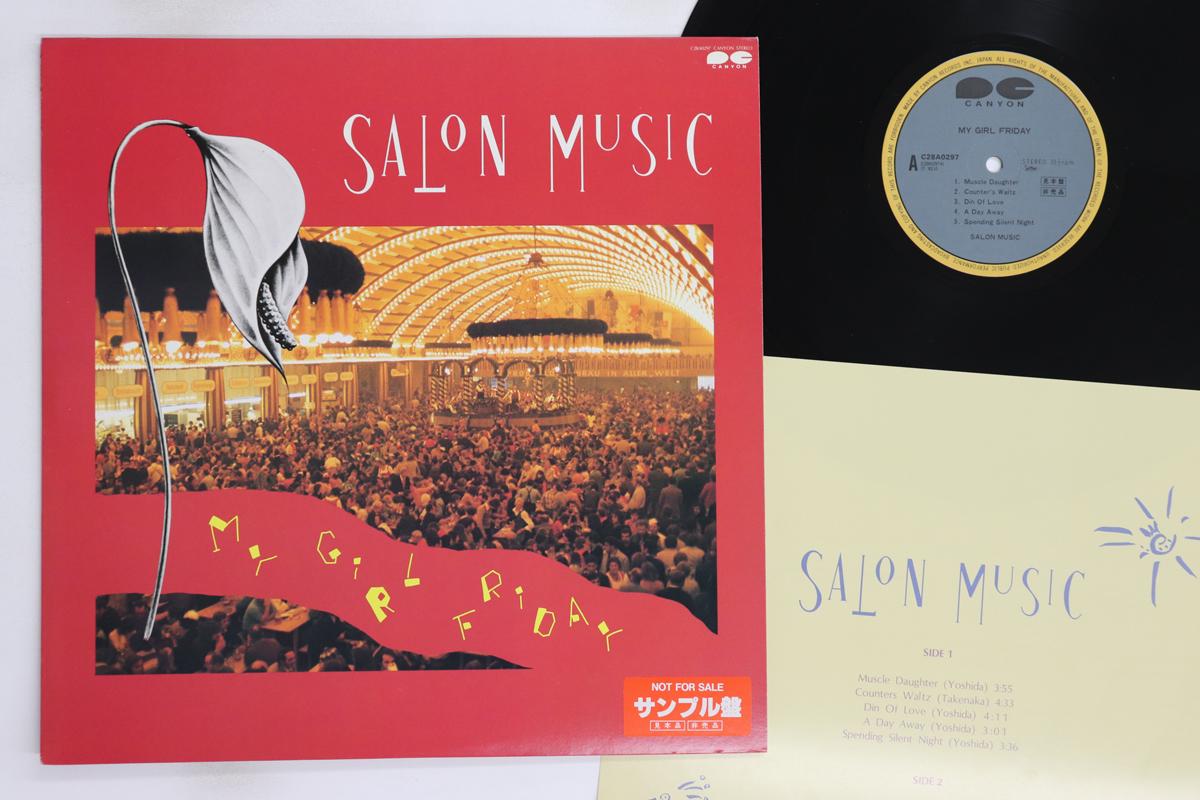 C28A0297 CANYON STEREO
CANYON
SALON MUSIC
MY GIRL FRIDAY
NOT FOR SALE
サンプル盤
見本品 非売品
CANYON
MY GIRL FRIDAY
A C28A0297
STEREO
見本盤
非売品
1. Muscle Daughter
2. Counter's Waltz
3. Din Of Love
4. A Day Away
5. Spending Silent Night
SALON MUSIC
SALON MUSIC
SIDE 1
Muscle Daughter (Yoshida) 3:55
Counters Waltz (Takenaka) 4:33
Din Of Love (Yoshida) 4:11
A Day Away (Yoshida) 3:01
Spending Silent Night (Yoshida) 3:36
SIDE 2